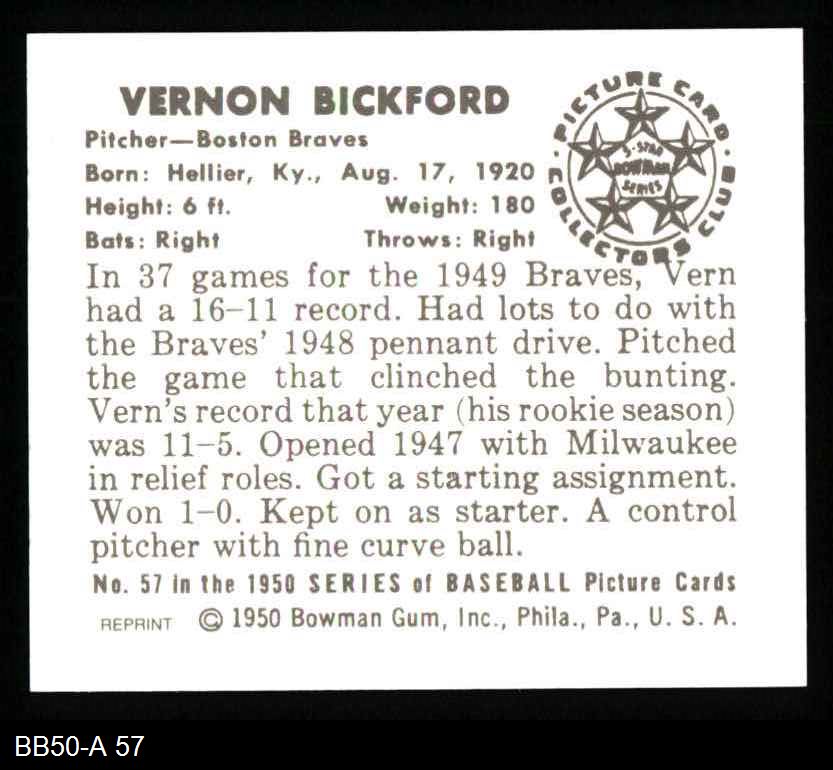 VERNON BICKFORD
Pitcher—Boston Braves
Born: Hellier, Ky., Aug. 17, 1920
Height: 6 ft. Weight: 180
Bats: Right Throws: Right
PICTURE CARD
COLLECTORS CLUB
5-STAR
BOWMAN
SERIES
In 37 games for the 1949 Braves, Vern
had a 16–11 record. Had lots to do with
the Braves' 1948 pennant drive. Pitched
the game that clinched the bunting.
Vern's record that year (his rookie season)
was 11–5. Opened 1947 with Milwaukee
in relief roles. Got a starting assignment.
Won 1–0. Kept on as starter. A control
pitcher with fine curve ball.
No. 57 in the 1950 SERIES of BASEBALL Picture Cards
REPRINT © 1950 Bowman Gum, Inc., Phila., Pa., U. S. A.
BB50-A 57